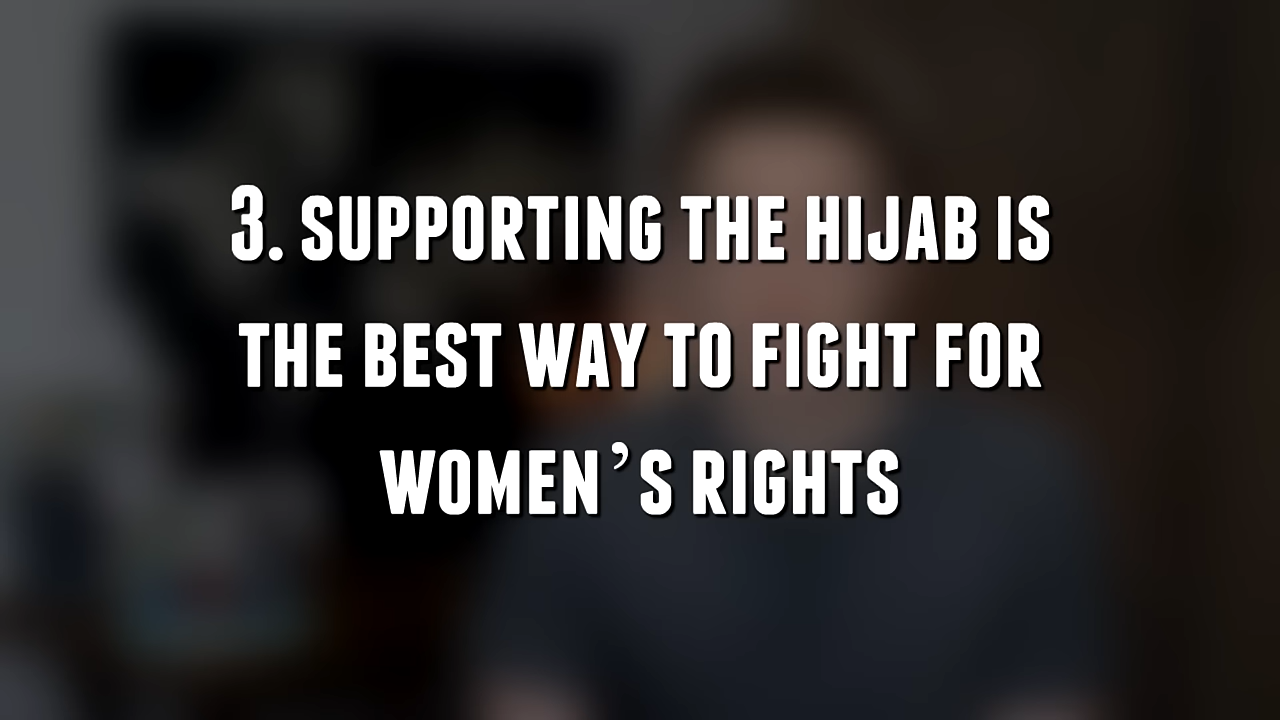 3. SUPPORTING THE HIJAB IS
THE BEST WAY TO FIGHT FOR
WOMEN'S RIGHTS